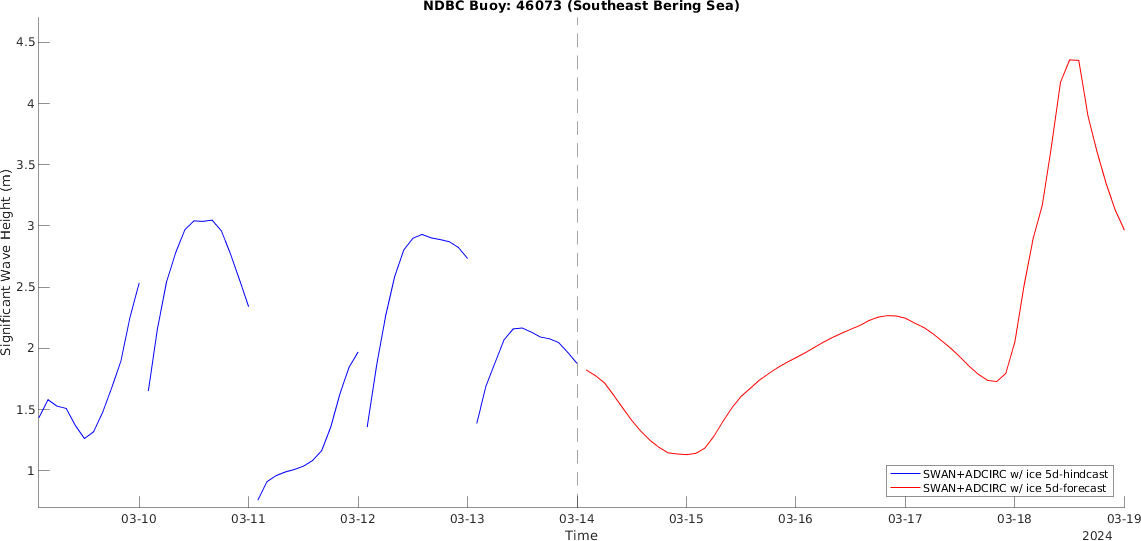 NDBC Buoy: 46073 (Southeast Bering Sea)
Significant Wave Height (m)
4.5
4
3.5
3
2.5
2
1.5
1
SWAN+ADCIRC w/ ice 5d-hindcast
SWAN+ADCIRC w/ ice 5d-forecast
03-10 03-11 03-12 03-13 03-14 03-15 03-16 03-17 03-18 03-19
Time
2024